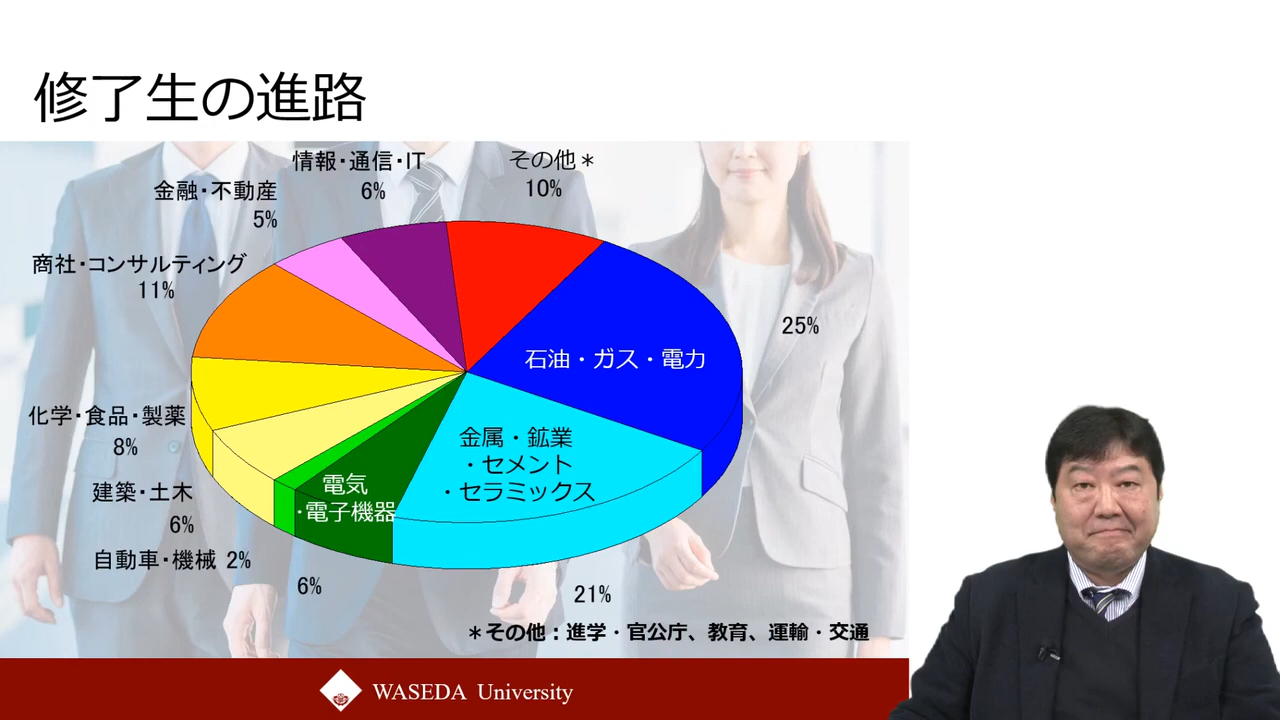 修了生の進路
情報・通信・IT
6%
その他＊
10%
金融・不動産
5%
商社・コンサルティング
11%
25%
石油・ガス・電力
化学・食品・製薬
8%
金属・鉱業
・セメント
・セラミックス
建築・土木
6%
電気
・電子機器
自動車・機械 2%
6%
21%
＊その他：進学・官公庁、教育、運輸・交通
WASEDA University